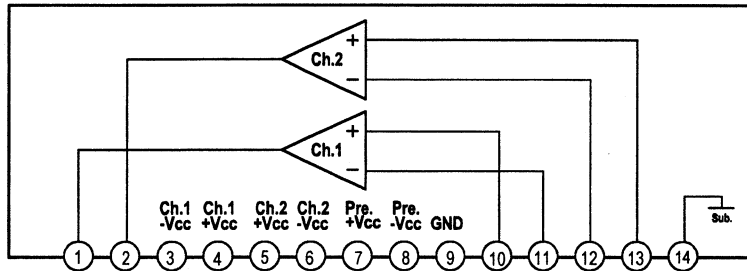 +
Ch.2
−
+
Ch.1
−
Ch.1 -Vcc
Ch.1 +Vcc
Ch.2 +Vcc
Ch.2 -Vcc
Pre. +Vcc
Pre. -Vcc
GND
Sub.
1 2 3 4 5 6 7 8 9 10 11 12 13 14